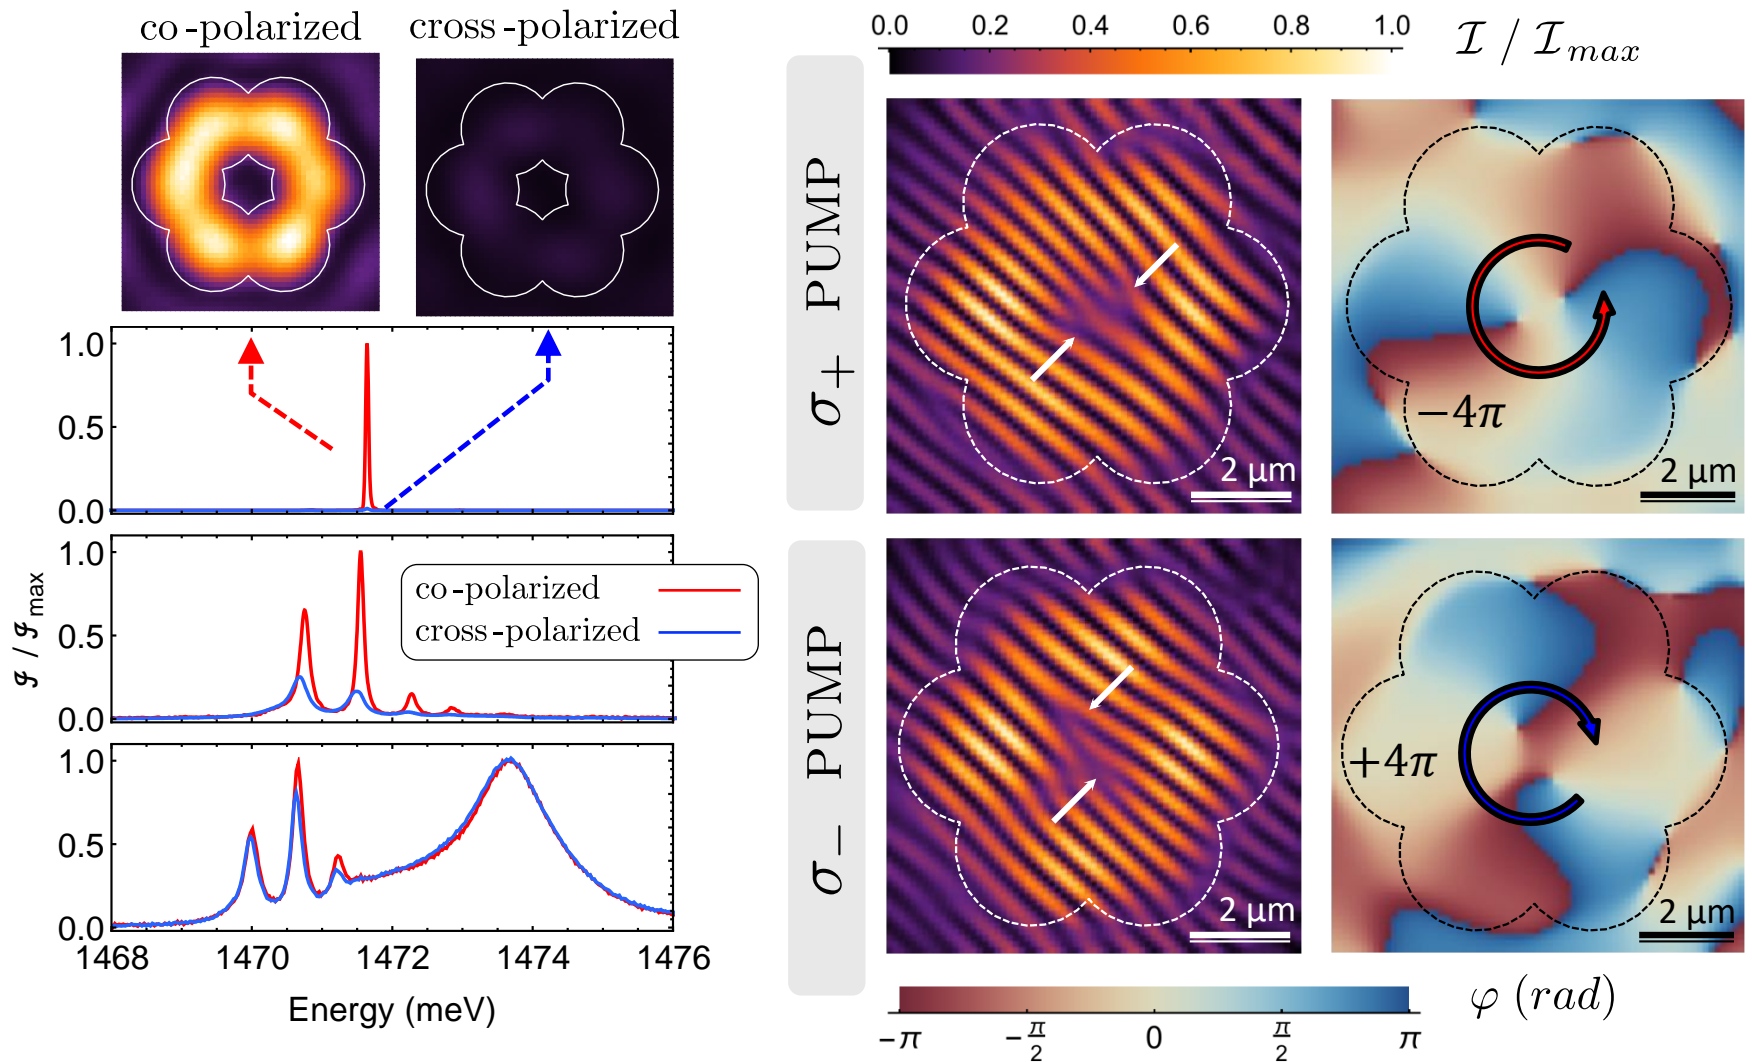 co-polarized
cross-polarized
1.0
0.5
0.0
1.0
0.5
0.0
co-polarized
cross-polarized
1.0
0.5
0.0
1468
1470
1472
1474
1476
ℐ / ℐmax
Energy (meV)
0.0
0.2
0.4
0.6
0.8
1.0
ℐ / ℐmax
σ+ PUMP
2 μm
−4π
2 μm
σ− PUMP
2 μm
+4π
2 μm
-π
-π/2
0
π/2
π
φ (rad)